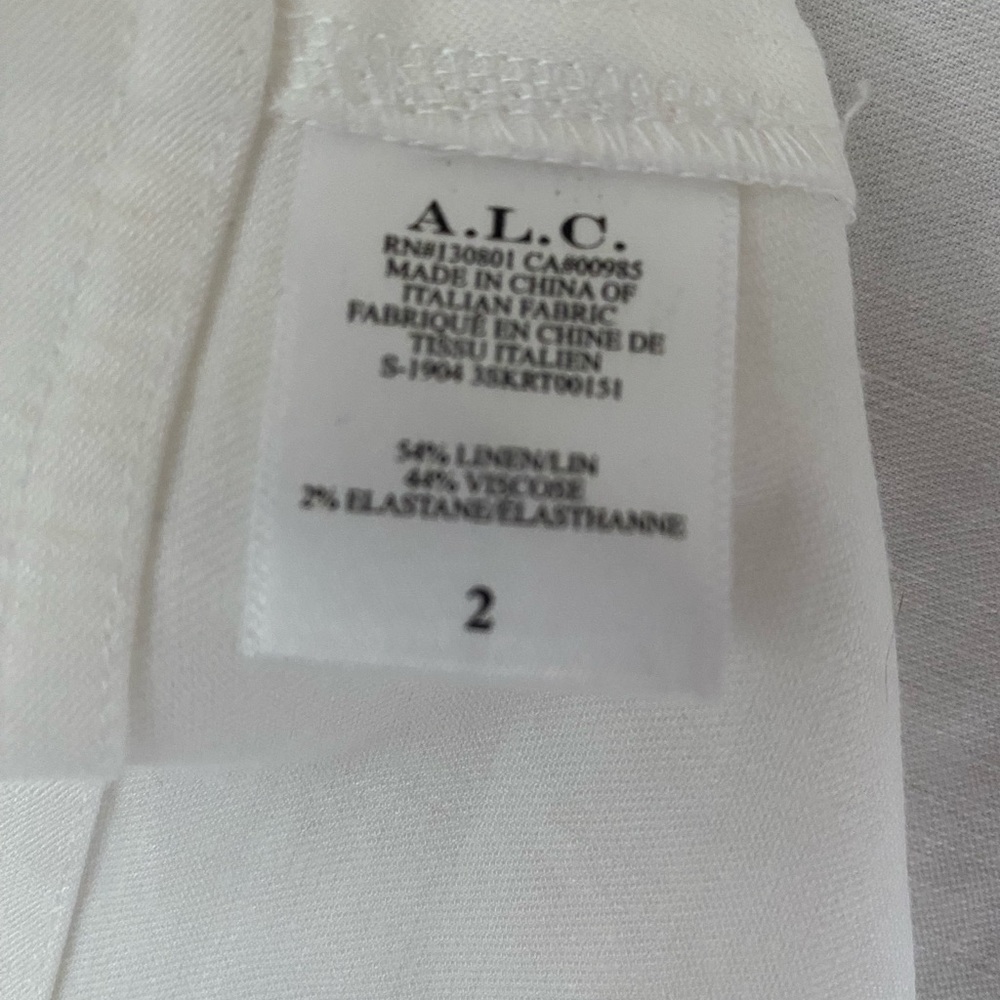 A.L.C.
RN#130801 CA#00985
MADE IN CHINA OF
ITALIAN FABRIC
FABRIQUÉ EN CHINE DE
TISSU ITALIEN
S-1904 3SKRT00151
54% LINEN/LIN
44% VISCOSE
2% ELASTANE/ÉLASTHANNE
2